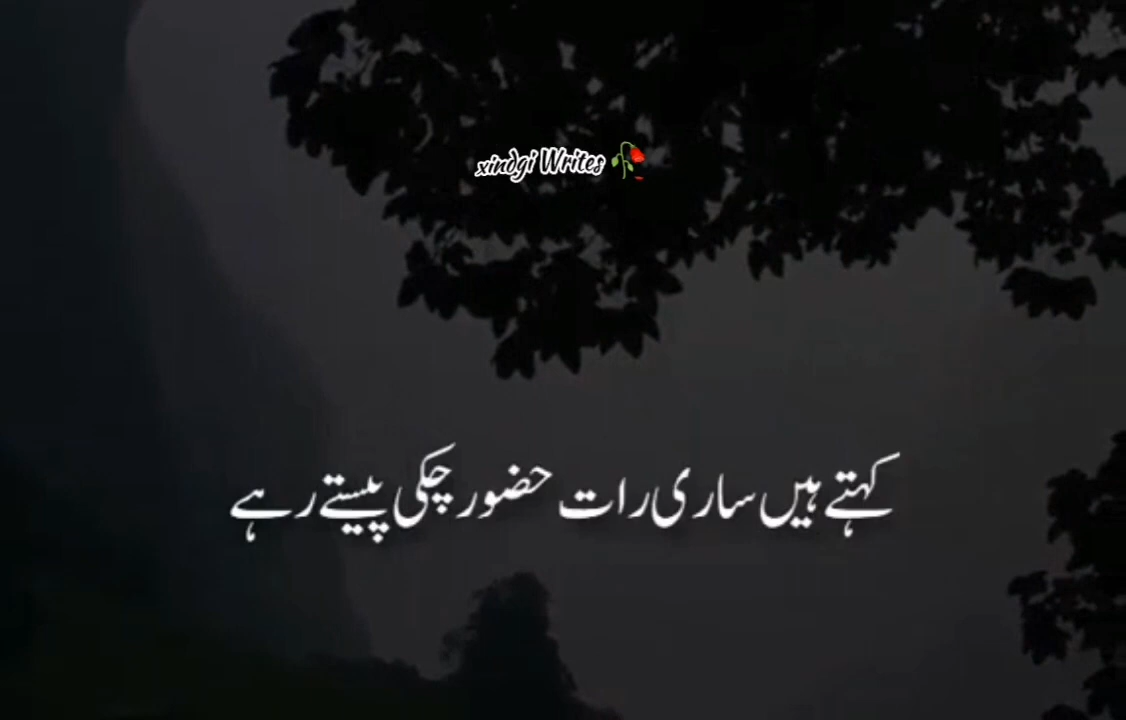 xindgi Writes
کہتے ہیں ساری رات حضور چکی پیستے رہے